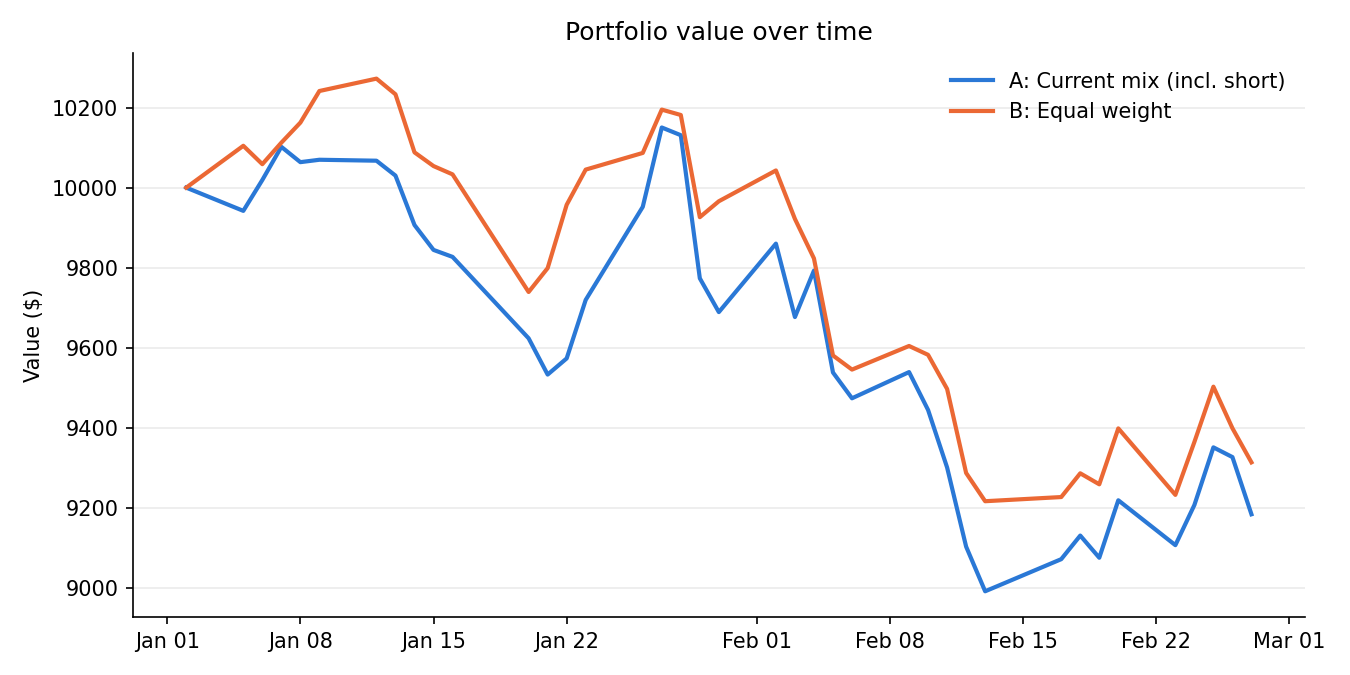 Portfolio value over time
A: Current mix (incl. short)
B: Equal weight
Value ($)
10200
10000
9800
9600
9400
9200
9000
Jan 01 Jan 08 Jan 15 Jan 22 Feb 01 Feb 08 Feb 15 Feb 22 Mar 01